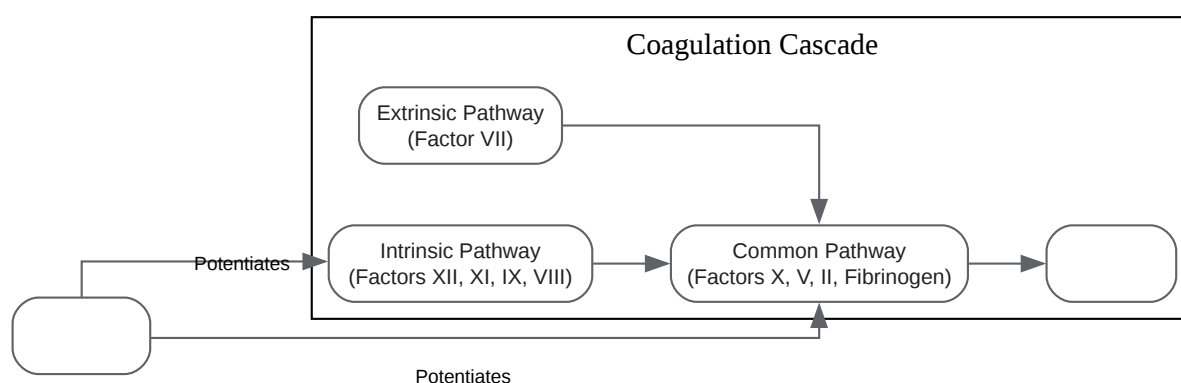 Coagulation Cascade
Extrinsic Pathway
(Factor VII)
Intrinsic Pathway
(Factors XII, XI, IX, VIII)
Common Pathway
(Factors X, V, II, Fibrinogen)
Potentiates
Potentiates